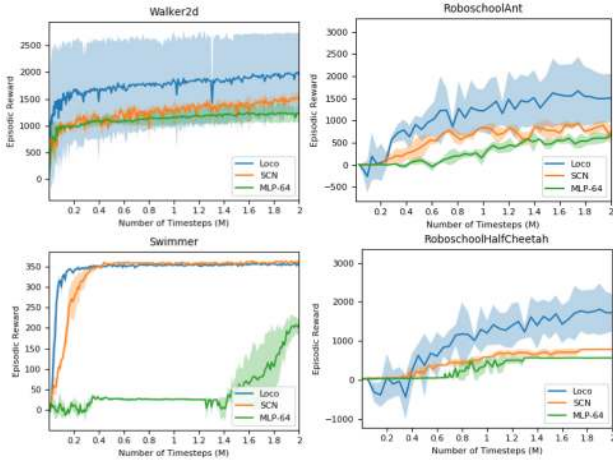 Walker2d
Episodic Reward
2500
2000
1500
1000
500
0
Loco
SCN
MLP-64
0 0.2 0.4 0.6 0.8 1 1.2 1.4 1.6 1.8 2
Number of Timesteps (M)
RoboschoolAnt
Episodic Reward
3000
2500
2000
1500
1000
500
0
−500
Loco
SCN
MLP-64
0 0.2 0.4 0.6 0.8 1 1.2 1.4 1.6 1.8 2
Number of Timesteps (M)
Swimmer
Episodic Reward
350
300
250
200
150
100
50
0
Loco
SCN
MLP-64
0 0.4 0.6 0.8 1 1.2 1.4 1.6 1.8 2
Number of Timesteps (M)
RoboschoolHalfCheetah
Episodic Reward
3000
2000
1000
0
−1000
Loco
SCN
MLP-64
0 0.2 0.4 0.6 0.8 1 1.2 1.4 1.6 1.8 2
Number of Timesteps (M)